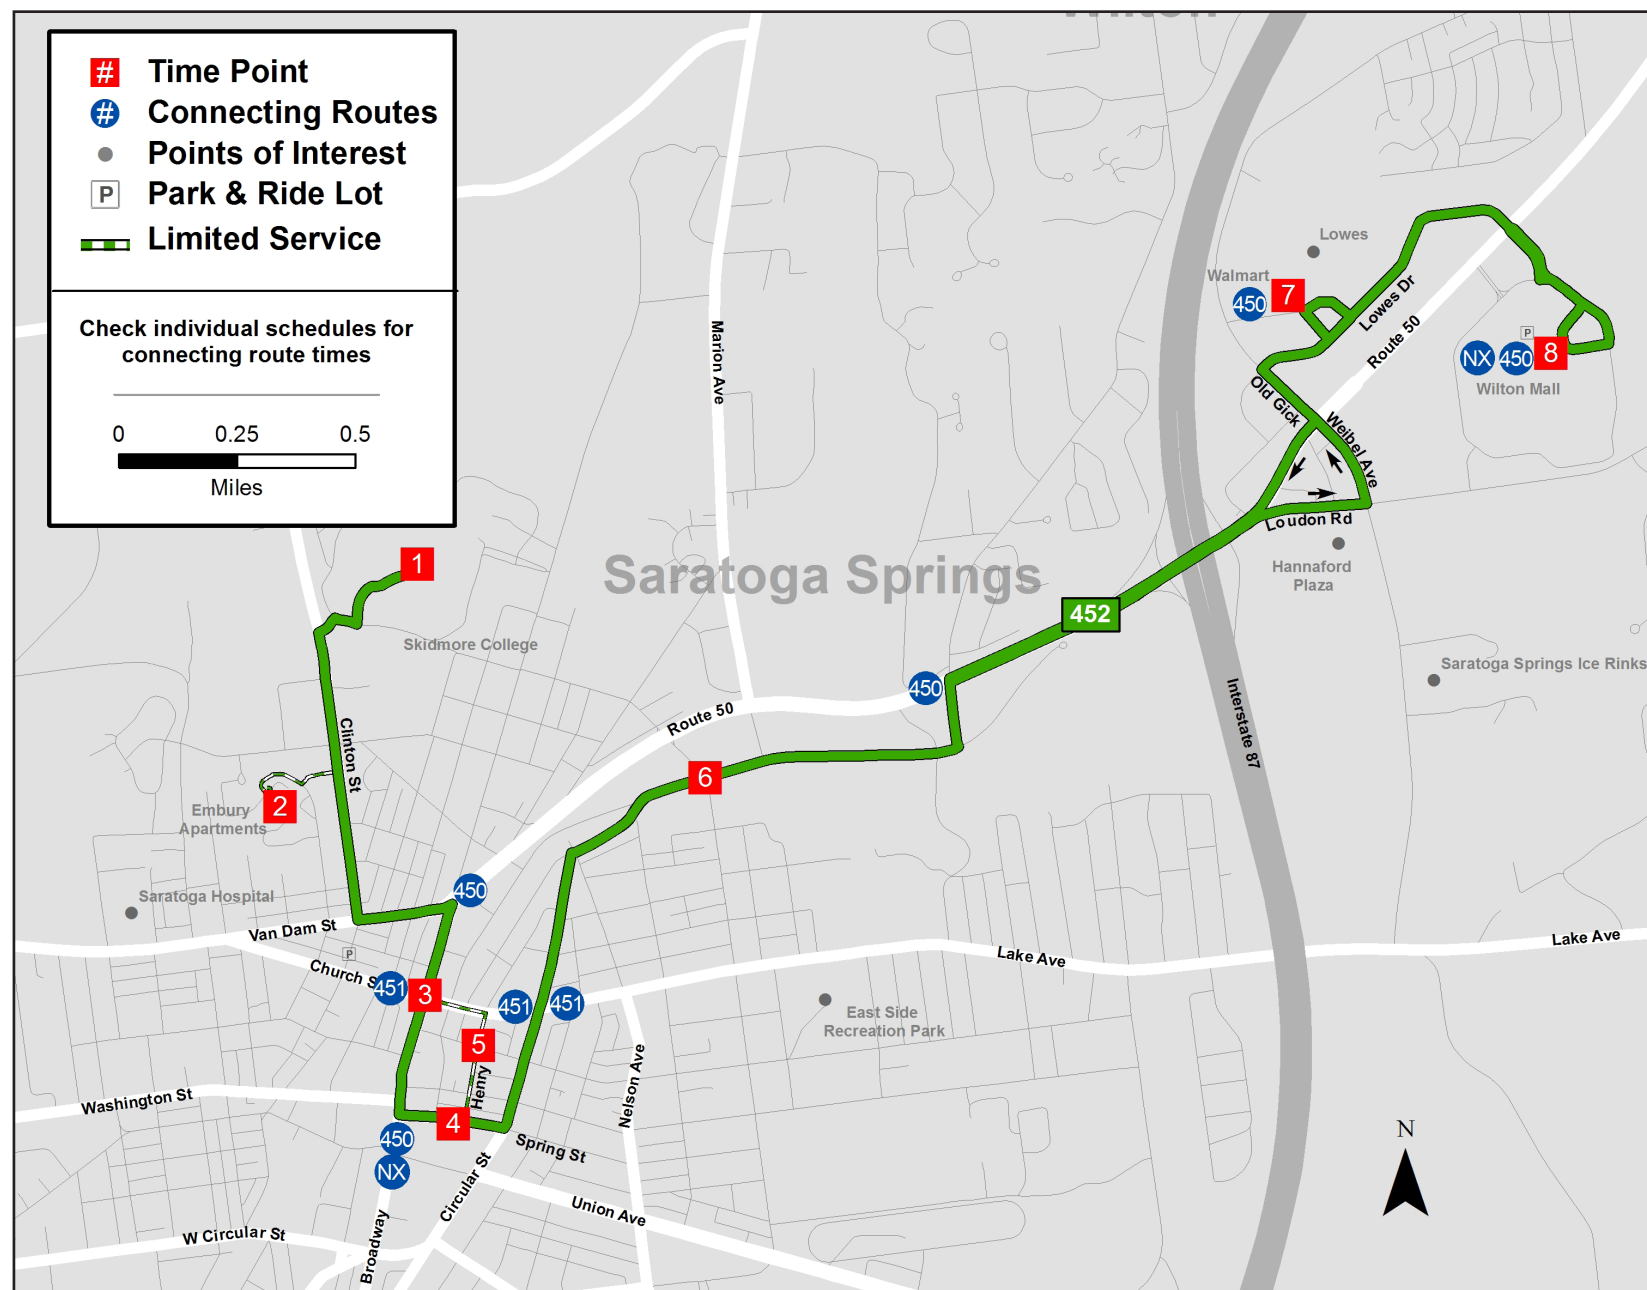 Wilton
# Time Point
# Connecting Routes
Points of Interest
P Park & Ride Lot
Limited Service
Check individual schedules for
connecting route times
0 0.25 0.5
Miles
Lowes
Walmart
450 7
Lowes Dr
Route 50
P
NX 450 8
Wilton Mall
Old Gick
Weibel Ave
Loudon Rd
Hannaford
Plaza
Marion Ave
Saratoga Springs
452
1
Skidmore College
Saratoga Springs Ice Rinks
450
Route 50
Interstate 87
Clinton St
6
2
Embury
Apartments
450
Saratoga Hospital
Van Dam St
P
Church S
451 3
451 451
Lake Ave
Lake Ave
East Side
Recreation Park
5
Henry
Nelson Ave
Washington St
4
450
NX
Spring St
Circular St
Union Ave
W Circular St
Broadway
N